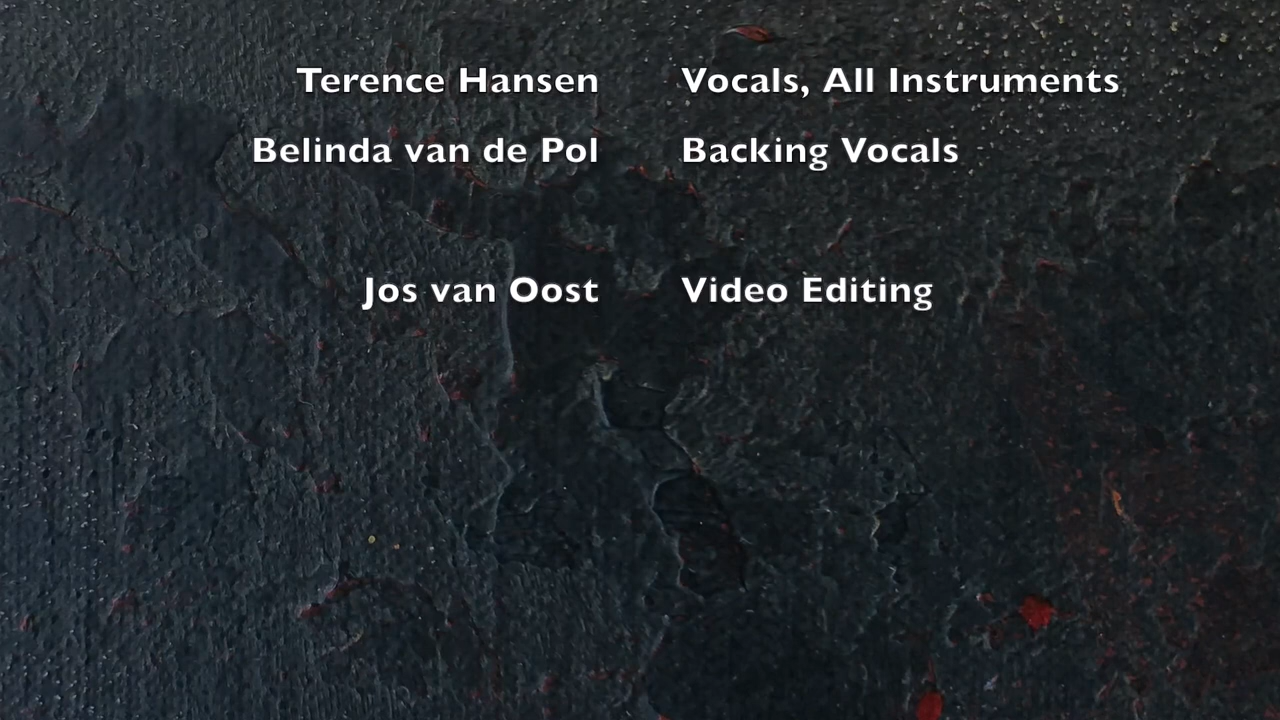 Terence Hansen Vocals, All Instruments
Belinda van de Pol Backing Vocals
Jos van Oost Video Editing